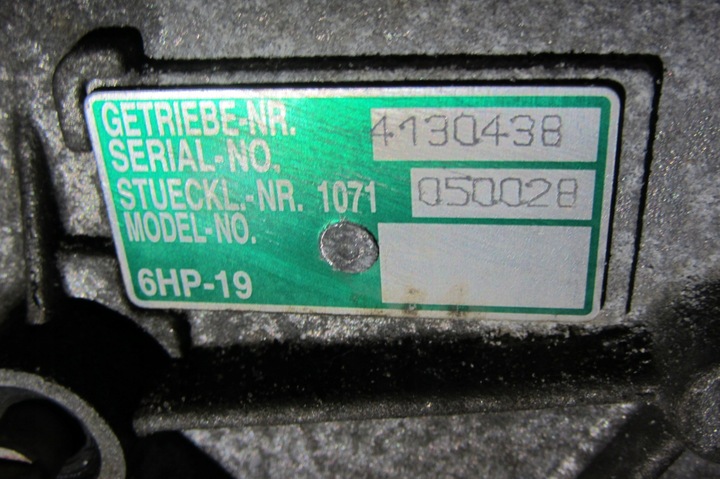 GETRIEBE-NR. 4130438
SERIAL-NO.
STUECKL.-NR. 1071 050028
MODEL-NO.
6HP-19